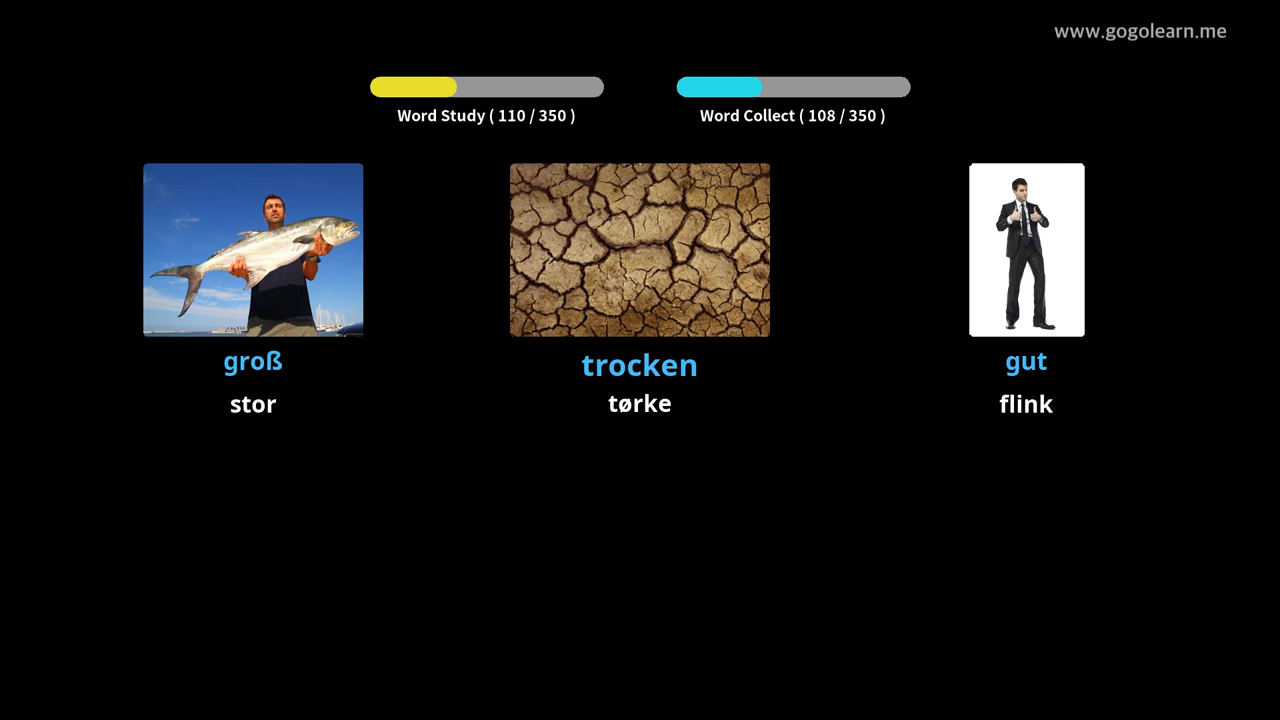 www.gogolearn.me
Word Study ( 110 / 350 )
Word Collect ( 108 / 350 )
groß
trocken
gut
stor
tørke
flink